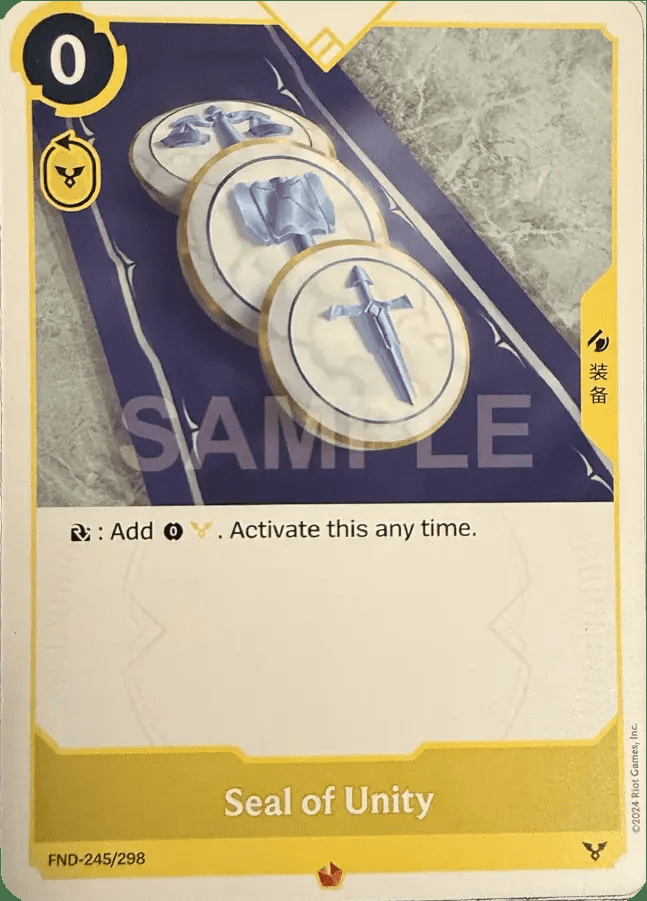 0
装备
SAMPLE
: Add 0 . Activate this any time.
Seal of Unity
FND-245/298
©2024 Riot Games, Inc.